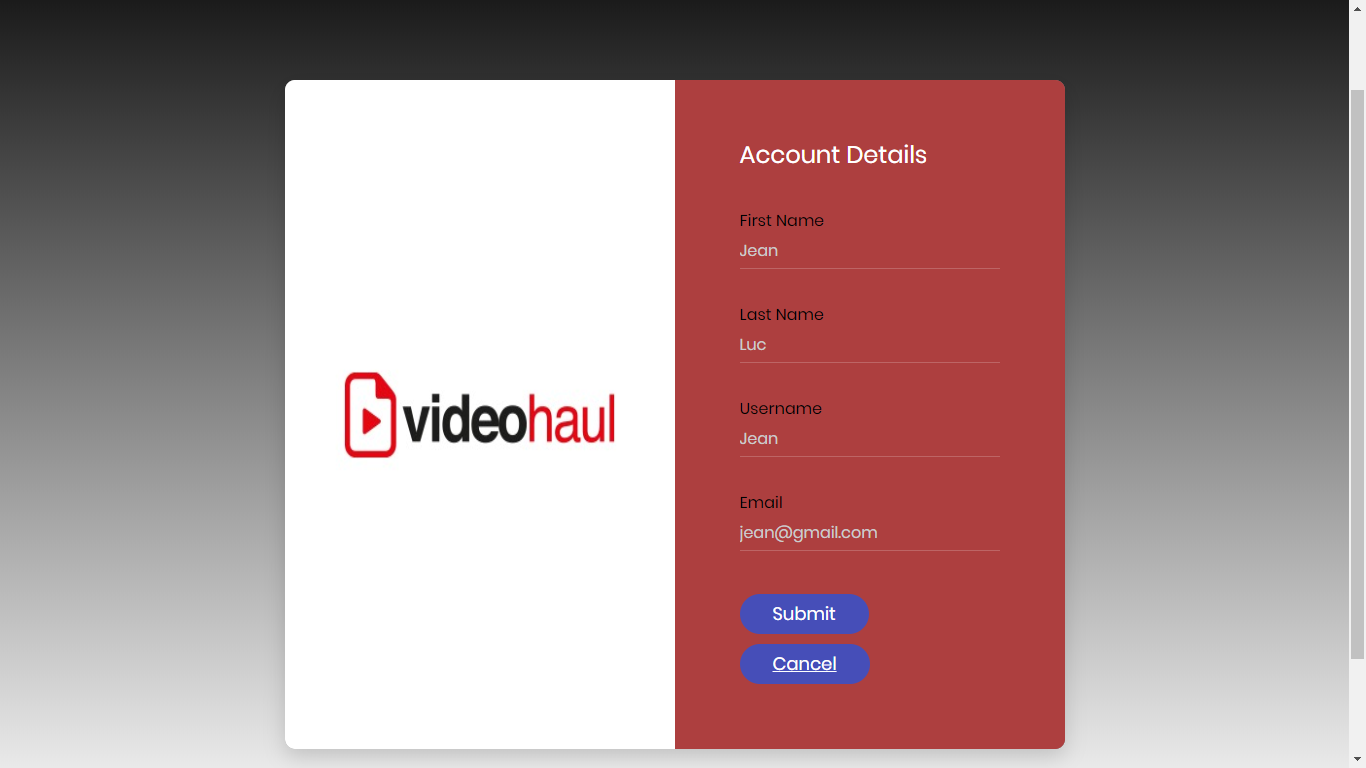 videohaul
Account Details
First Name
Jean
Last Name
Luc
Username
Jean
Email
jean@gmail.com
Submit
Cancel